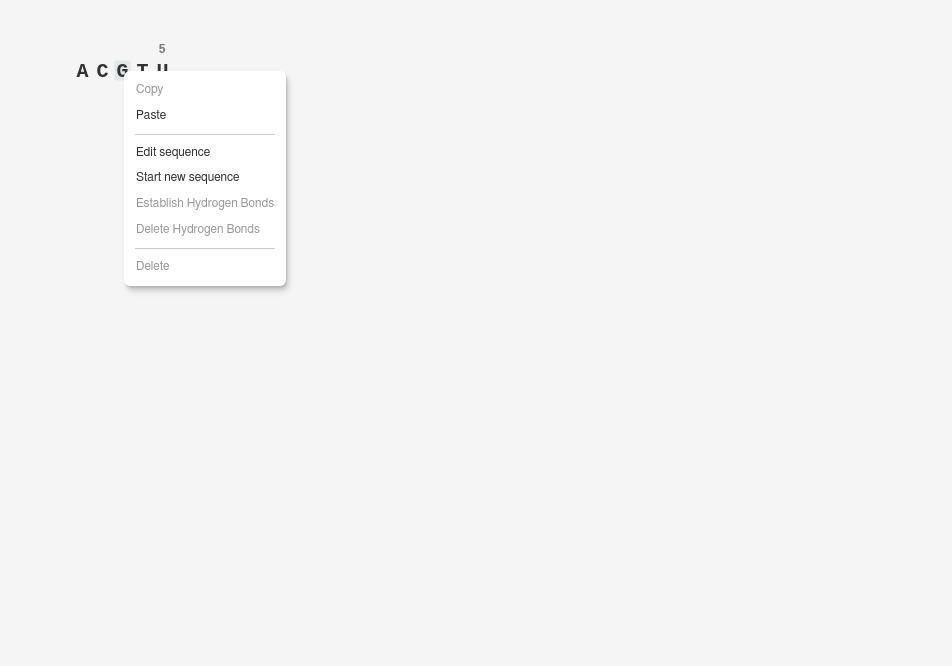 5
A C G T U
Copy
Paste
Edit sequence
Start new sequence
Establish Hydrogen Bonds
Delete Hydrogen Bonds
Delete